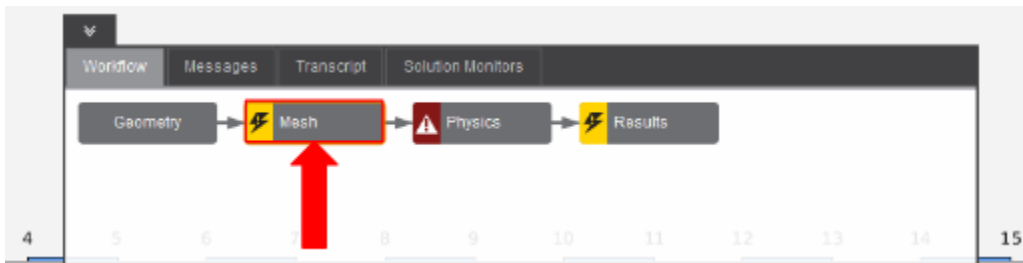 Workflow Messages Transcript Solution Monitors
Geometry Mesh Physics Results
4 5 6 7 8 9 10 11 12 13 14 15